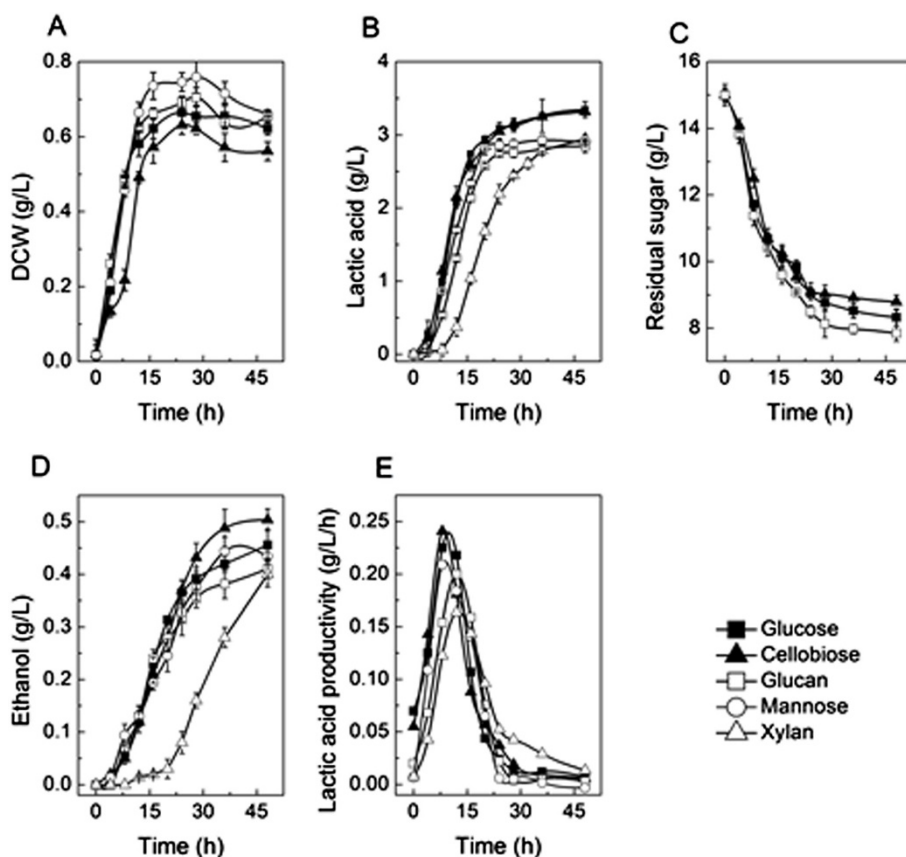 A
DCW (g/L)
0.8
0.6
0.4
0.2
0.0
0 15 30 45
Time (h)
B
Lactic acid (g/L)
4
3
2
1
0
0 15 30 45
Time (h)
C
Residual sugar (g/L)
16
14
12
10
8
0 15 30 45
Time (h)
D
Ethanol (g/L)
0.5
0.4
0.3
0.2
0.1
0.0
0 15 30 45
Time (h)
E
Lactic acid productivity (g/L/h)
0.25
0.20
0.15
0.10
0.05
0.00
0 15 30 45
Time (h)
Glucose
Cellobiose
Glucan
Mannose
Xylan